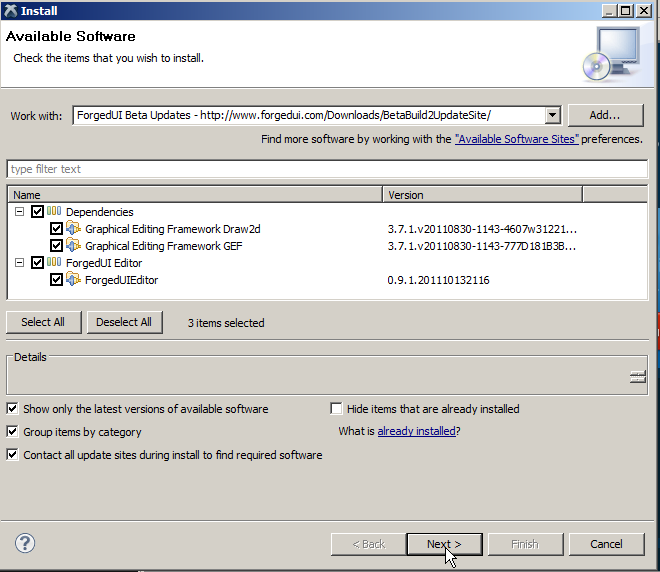 Install
Available Software
Check the items that you wish to install.
Work with: ForgedUI Beta Updates - http://www.forgedui.com/Downloads/BetaBuild2UpdateSite/ Add...
Find more software by working with the "Available Software Sites" preferences.
type filter text
Name Version
Dependencies
Graphical Editing Framework Draw2d 3.7.1.v20110830-1143-4607w31221...
Graphical Editing Framework GEF 3.7.1.v20110830-1143-777D181B3B...
ForgedUI Editor
ForgedUIEditor 0.9.1.201110132116
Select All Deselect All 3 items selected
Details
Show only the latest versions of available software Hide items that are already installed
Group items by category What is already installed?
Contact all update sites during install to find required software
? < Back Next > Finish Cancel